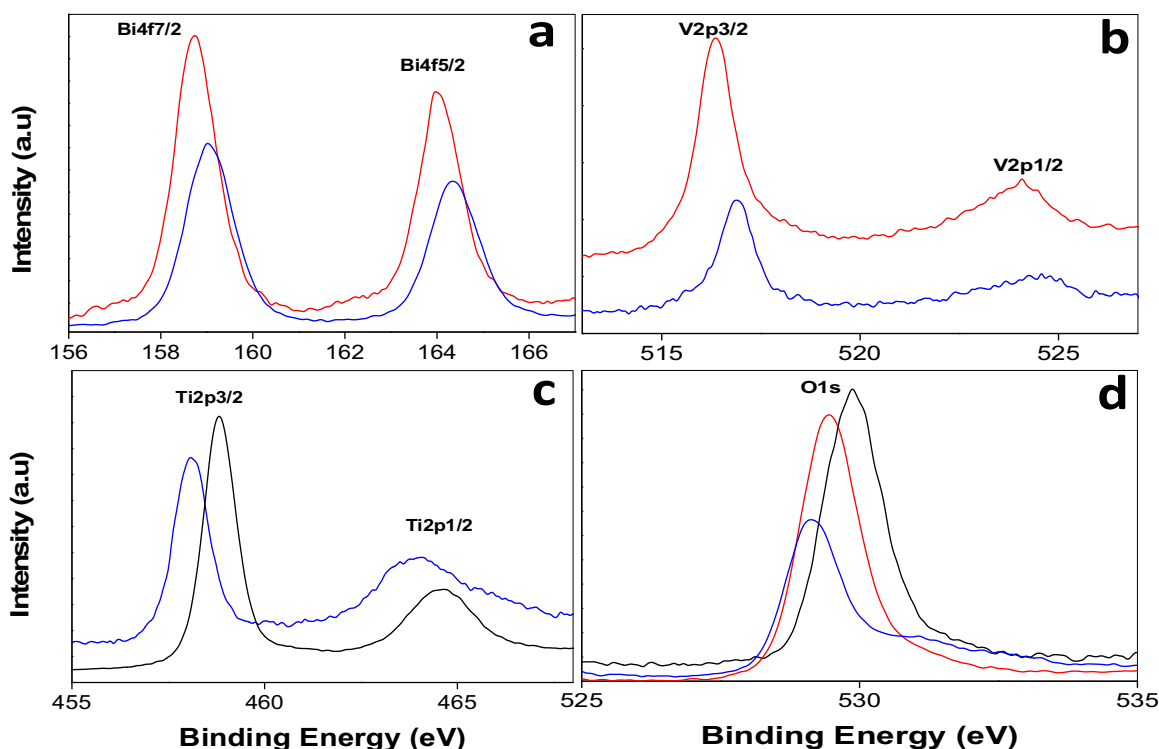 a
Bi4f7/2
Bi4f5/2
Intensity (a.u)
156 158 160 162 164 166
b
V2p3/2
V2p1/2
515 520 525
c
Ti2p3/2
Ti2p1/2
Intensity (a.u)
455 460 465
Binding Energy (eV)
d
O1s
525 530 535
Binding Energy (eV)